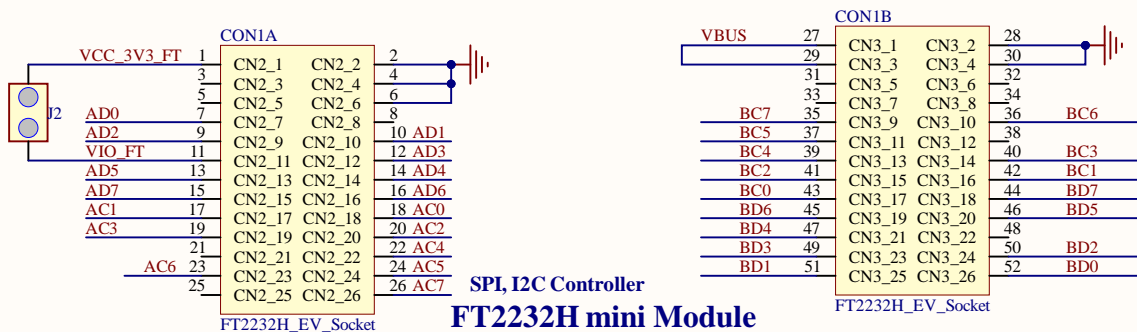 CON1A
VCC_3V3_FT 1 CN2_1 CN2_2 2
3 CN2_3 CN2_4 4
5 CN2_5 CN2_6 6
J2
AD0 7 CN2_7 CN2_8 8
AD2 9 CN2_9 CN2_10 10 AD1
VIO_FT 11 CN2_11 CN2_12 12 AD3
AD5 13 CN2_13 CN2_14 14 AD4
AD7 15 CN2_15 CN2_16 16 AD6
AC1 17 CN2_17 CN2_18 18 AC0
AC3 19 CN2_19 CN2_20 20 AC2
21 CN2_21 CN2_22 22 AC4
AC6 23 CN2_23 CN2_24 24 AC5
25 CN2_25 CN2_26 26 AC7
FT2232H_EV_Socket
CON1B
VBUS 27 CN3_1 CN3_2 28
29 CN3_3 CN3_4 30
31 CN3_5 CN3_6 32
33 CN3_7 CN3_8 34
BC7 35 CN3_9 CN3_10 36 BC6
BC5 37 CN3_11 CN3_12 38
BC4 39 CN3_13 CN3_14 40 BC3
BC2 41 CN3_15 CN3_16 42 BC1
BC0 43 CN3_17 CN3_18 44 BD7
BD6 45 CN3_19 CN3_20 46 BD5
BD4 47 CN3_21 CN3_22 48
BD3 49 CN3_23 CN3_24 50 BD2
BD1 51 CN3_25 CN3_26 52 BD0
FT2232H_EV_Socket
SPI, I2C Controller
FT2232H mini Module